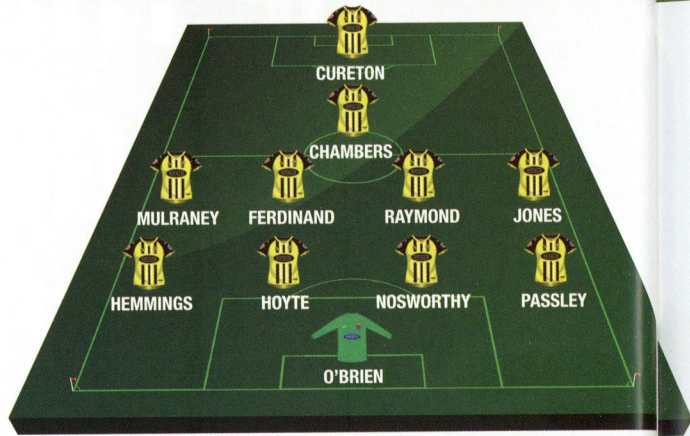 CURETON
CHAMBERS
MULRANEY FERDINAND RAYMOND JONES
HEMMINGS HOYTE NOSWORTHY PASSLEY
O'BRIEN